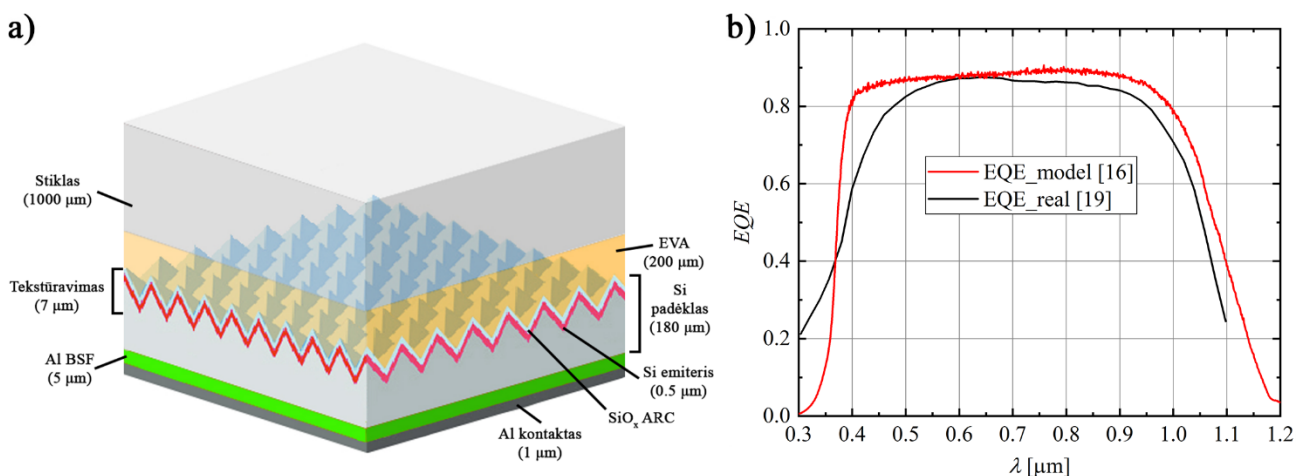 a)
Stiklas
(1000 μm)
Tekstūravimas
(7 μm)
Al BSF
(5 μm)
EVA
(200 μm)
Si
padėklas
(180 μm)
Si emiteris
(0.5 μm)
SiOₓ ARC
Al kontaktas
(1 μm)
b)
1.0
0.8
0.6
0.4
0.2
0.0
EQE
EQE_model [16]
EQE_real [19]
0.3 0.4 0.5 0.6 0.7 0.8 0.9 1.0 1.1 1.2
λ [μm]